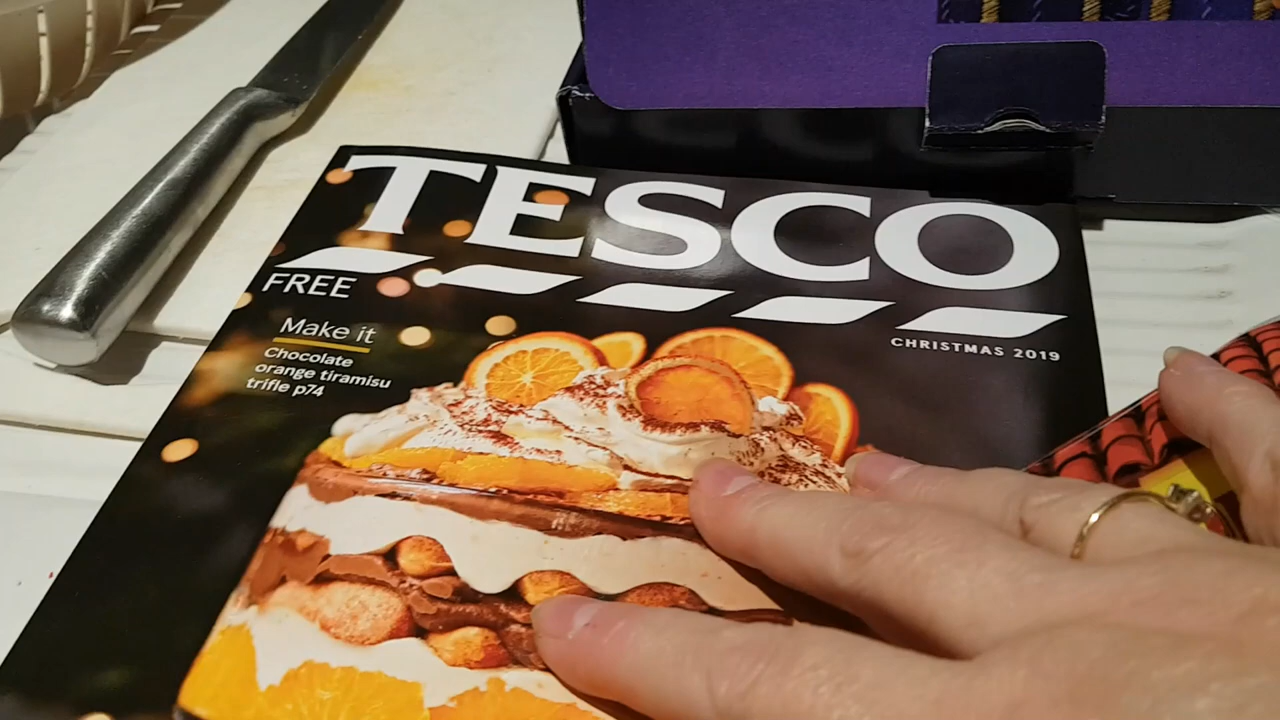 TESCO
FREE
CHRISTMAS 2019
Make it
Chocolate
orange tiramisu
trifle p74